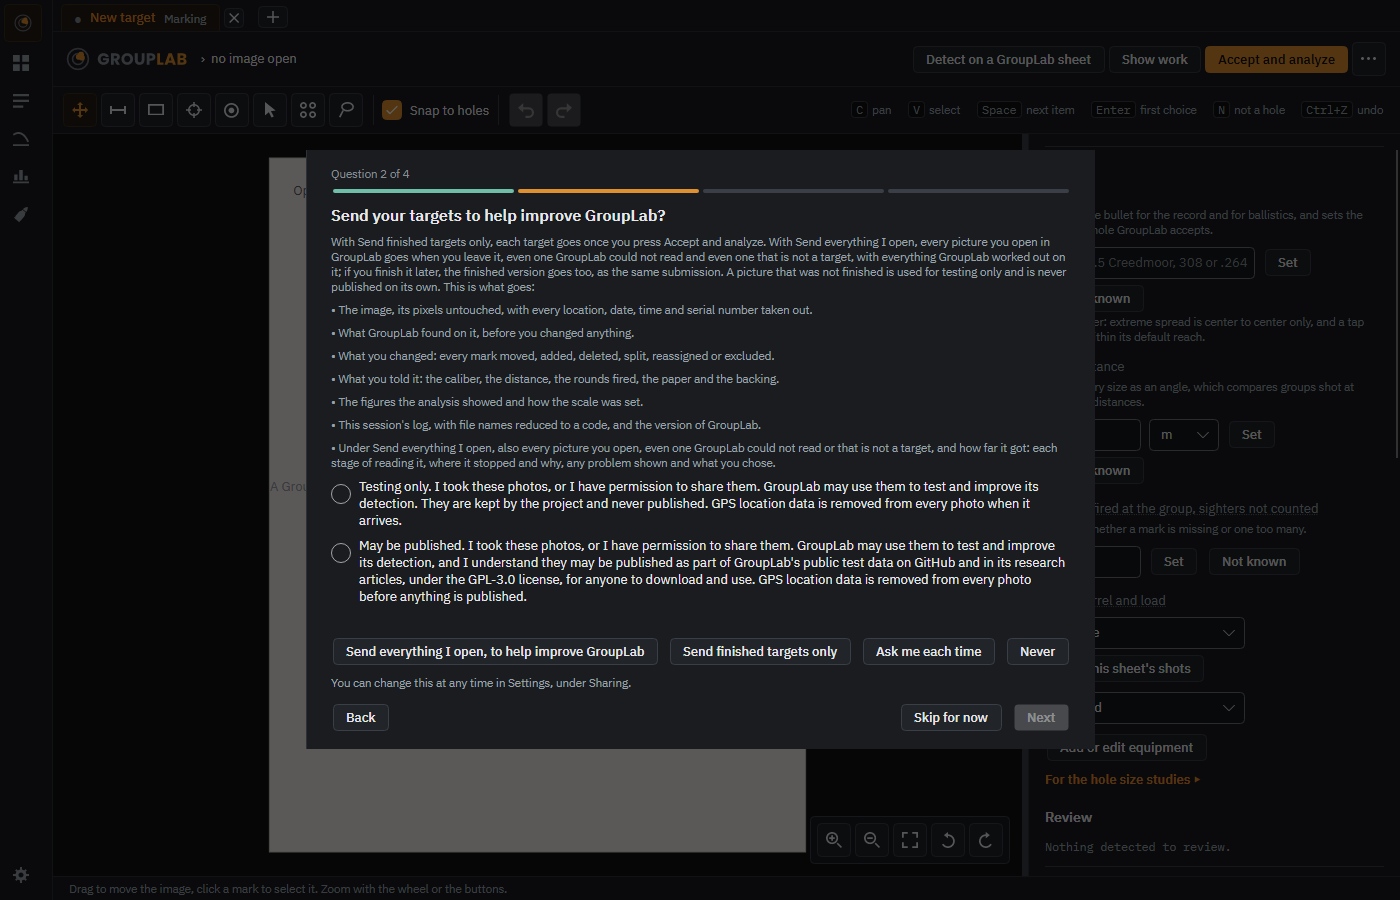 New target Marking
GROUPLAB › no image open
Detect on a GroupLab sheet
Show work
Accept and analyze
Snap to holes
C pan
V select
Space next item
Enter first choice
N not a hole
Ctrl+Z undo
Question 2 of 4
Send your targets to help improve GroupLab?
With Send finished targets only, each target goes once you press Accept and analyze. With Send everything I open, every picture you open in
GroupLab goes when you leave it, even one GroupLab could not read and even one that is not a target, with everything GroupLab worked out on
it; if you finish it later, the finished version goes too, as the same submission. A picture that was not finished is used for testing only and is never
published on its own. This is what goes:
• The image, its pixels untouched, with every location, date, time and serial number taken out.
• What GroupLab found on it, before you changed anything.
• What you changed: every mark moved, added, deleted, split, reassigned or excluded.
• What you told it: the caliber, the distance, the rounds fired, the paper and the backing.
• The figures the analysis showed and how the scale was set.
• This session's log, with file names reduced to a code, and the version of GroupLab.
• Under Send everything I open, also every picture you open, even one GroupLab could not read or that is not a target, and how far it got: each
stage of reading it, where it stopped and why, any problem shown and what you chose.
Testing only. I took these photos, or I have permission to share them. GroupLab may use them to test and improve its
detection. They are kept by the project and never published. GPS location data is removed from every photo when it
arrives.
May be published. I took these photos, or I have permission to share them. GroupLab may use them to test and improve
its detection, and I understand they may be published as part of GroupLab's public test data on GitHub and in its research
articles, under the GPL-3.0 license, for anyone to download and use. GPS location data is removed from every photo
before anything is published.
Send everything I open, to help improve GroupLab
Send finished targets only
Ask me each time
Never
You can change this at any time in Settings, under Sharing.
Back
Skip for now
Next
A Grou
e bullet for the record and for ballistics, and sets the
ole GroupLab accepts.
.5 Creedmoor, 308 or .264
Set
known
er: extreme spread is center to center only, and a tap
thin its default reach.
tance
ry size as an angle, which compares groups shot at
distances.
m
Set
known
fired at the group, sighters not counted
hether a mark is missing or one too many.
Set
Not known
rrel and load
e
his sheet's shots
d
Add or edit equipment
For the hole size studies ▸
Review
Nothing detected to review.
Drag to move the image, click a mark to select it. Zoom with the wheel or the buttons.